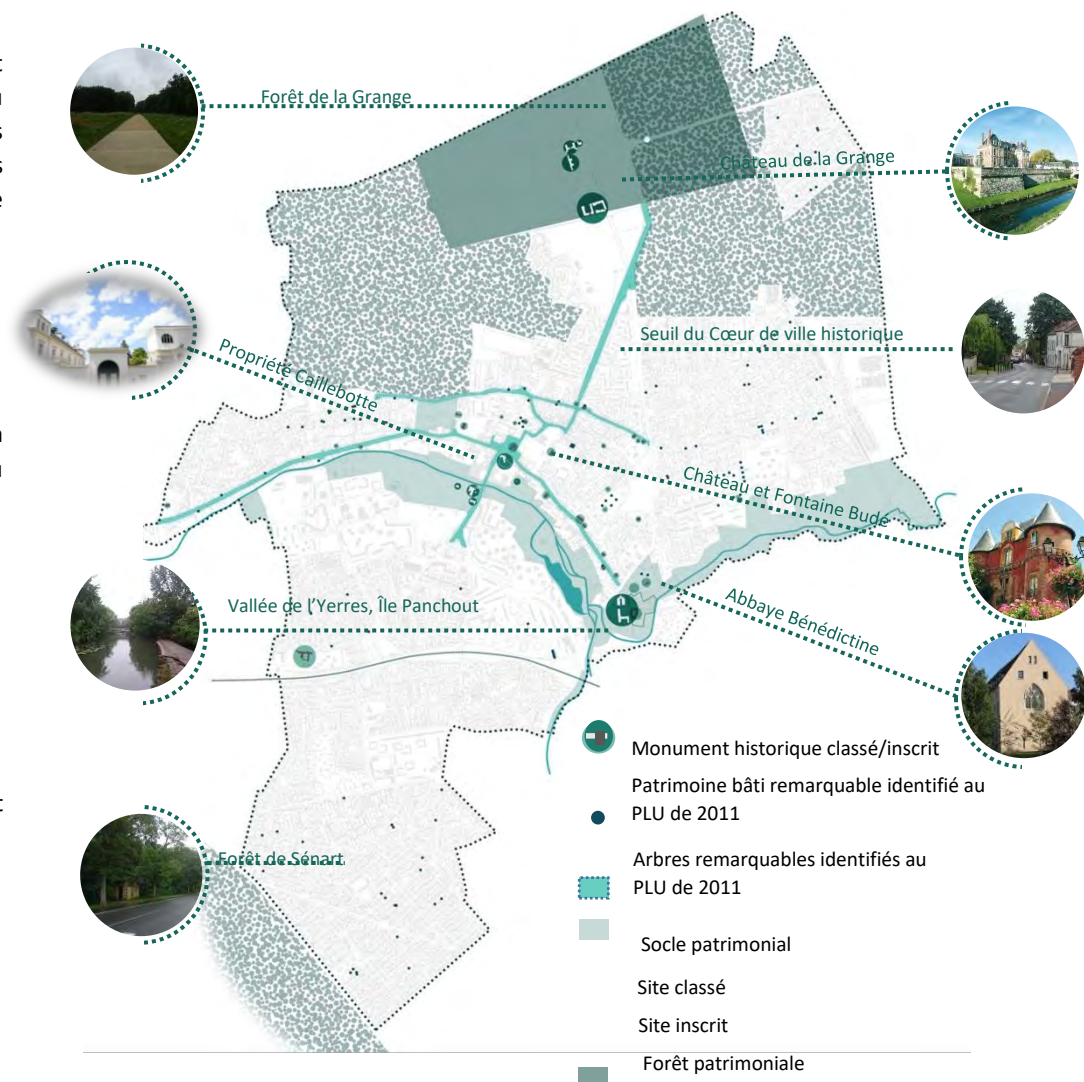 t
u
s
s
e
Forêt de la Grange
Château de la Grange
Seuil du Cœur de ville historique
Propriété Caillebotte
n
u
Château et Fontaine Budé
Vallée de l'Yerres, Île Panchout
Abbaye Bénédictine
Monument historique classé/inscrit
Patrimoine bâti remarquable identifié au
PLU de 2011
t
Arbres remarquables identifiés au
PLU de 2011
Forêt de Sénart
Socle patrimonial
Site classé
Site inscrit
Forêt patrimoniale